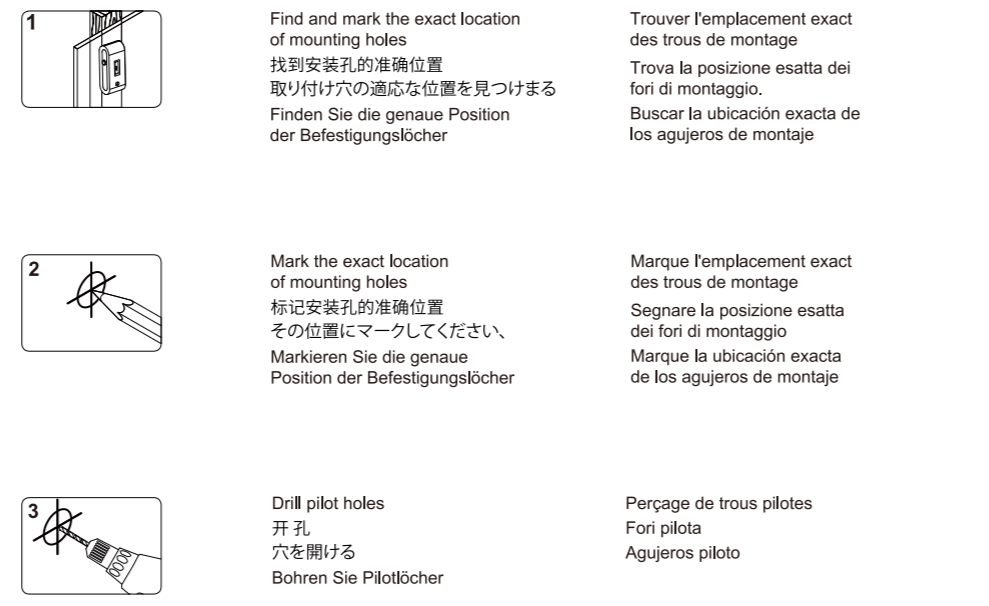 1
Find and mark the exact location
of mounting holes
找到安装孔的准确位置
取り付け穴の適応な位置を見つけまる
Finden Sie die genaue Position
der Befestigungslöcher
Trouver l'emplacement exact
des trous de montage
Trova la posizione esatta dei
fori di montaggio.
Buscar la ubicación exacta de
los agujeros de montaje
2
Mark the exact location
of mounting holes
标记安装孔的准确位置
その位置にマークしてください、
Markieren Sie die genaue
Position der Befestigungslöcher
Marque l'emplacement exact
des trous de montage
Segnare la posizione esatta
dei fori di montaggio
Marque la ubicación exacta
de los agujeros de montaje
3
Drill pilot holes
开 孔
穴を開ける
Bohren Sie Pilotlöcher
Perçage de trous pilotes
Fori pilota
Agujeros piloto